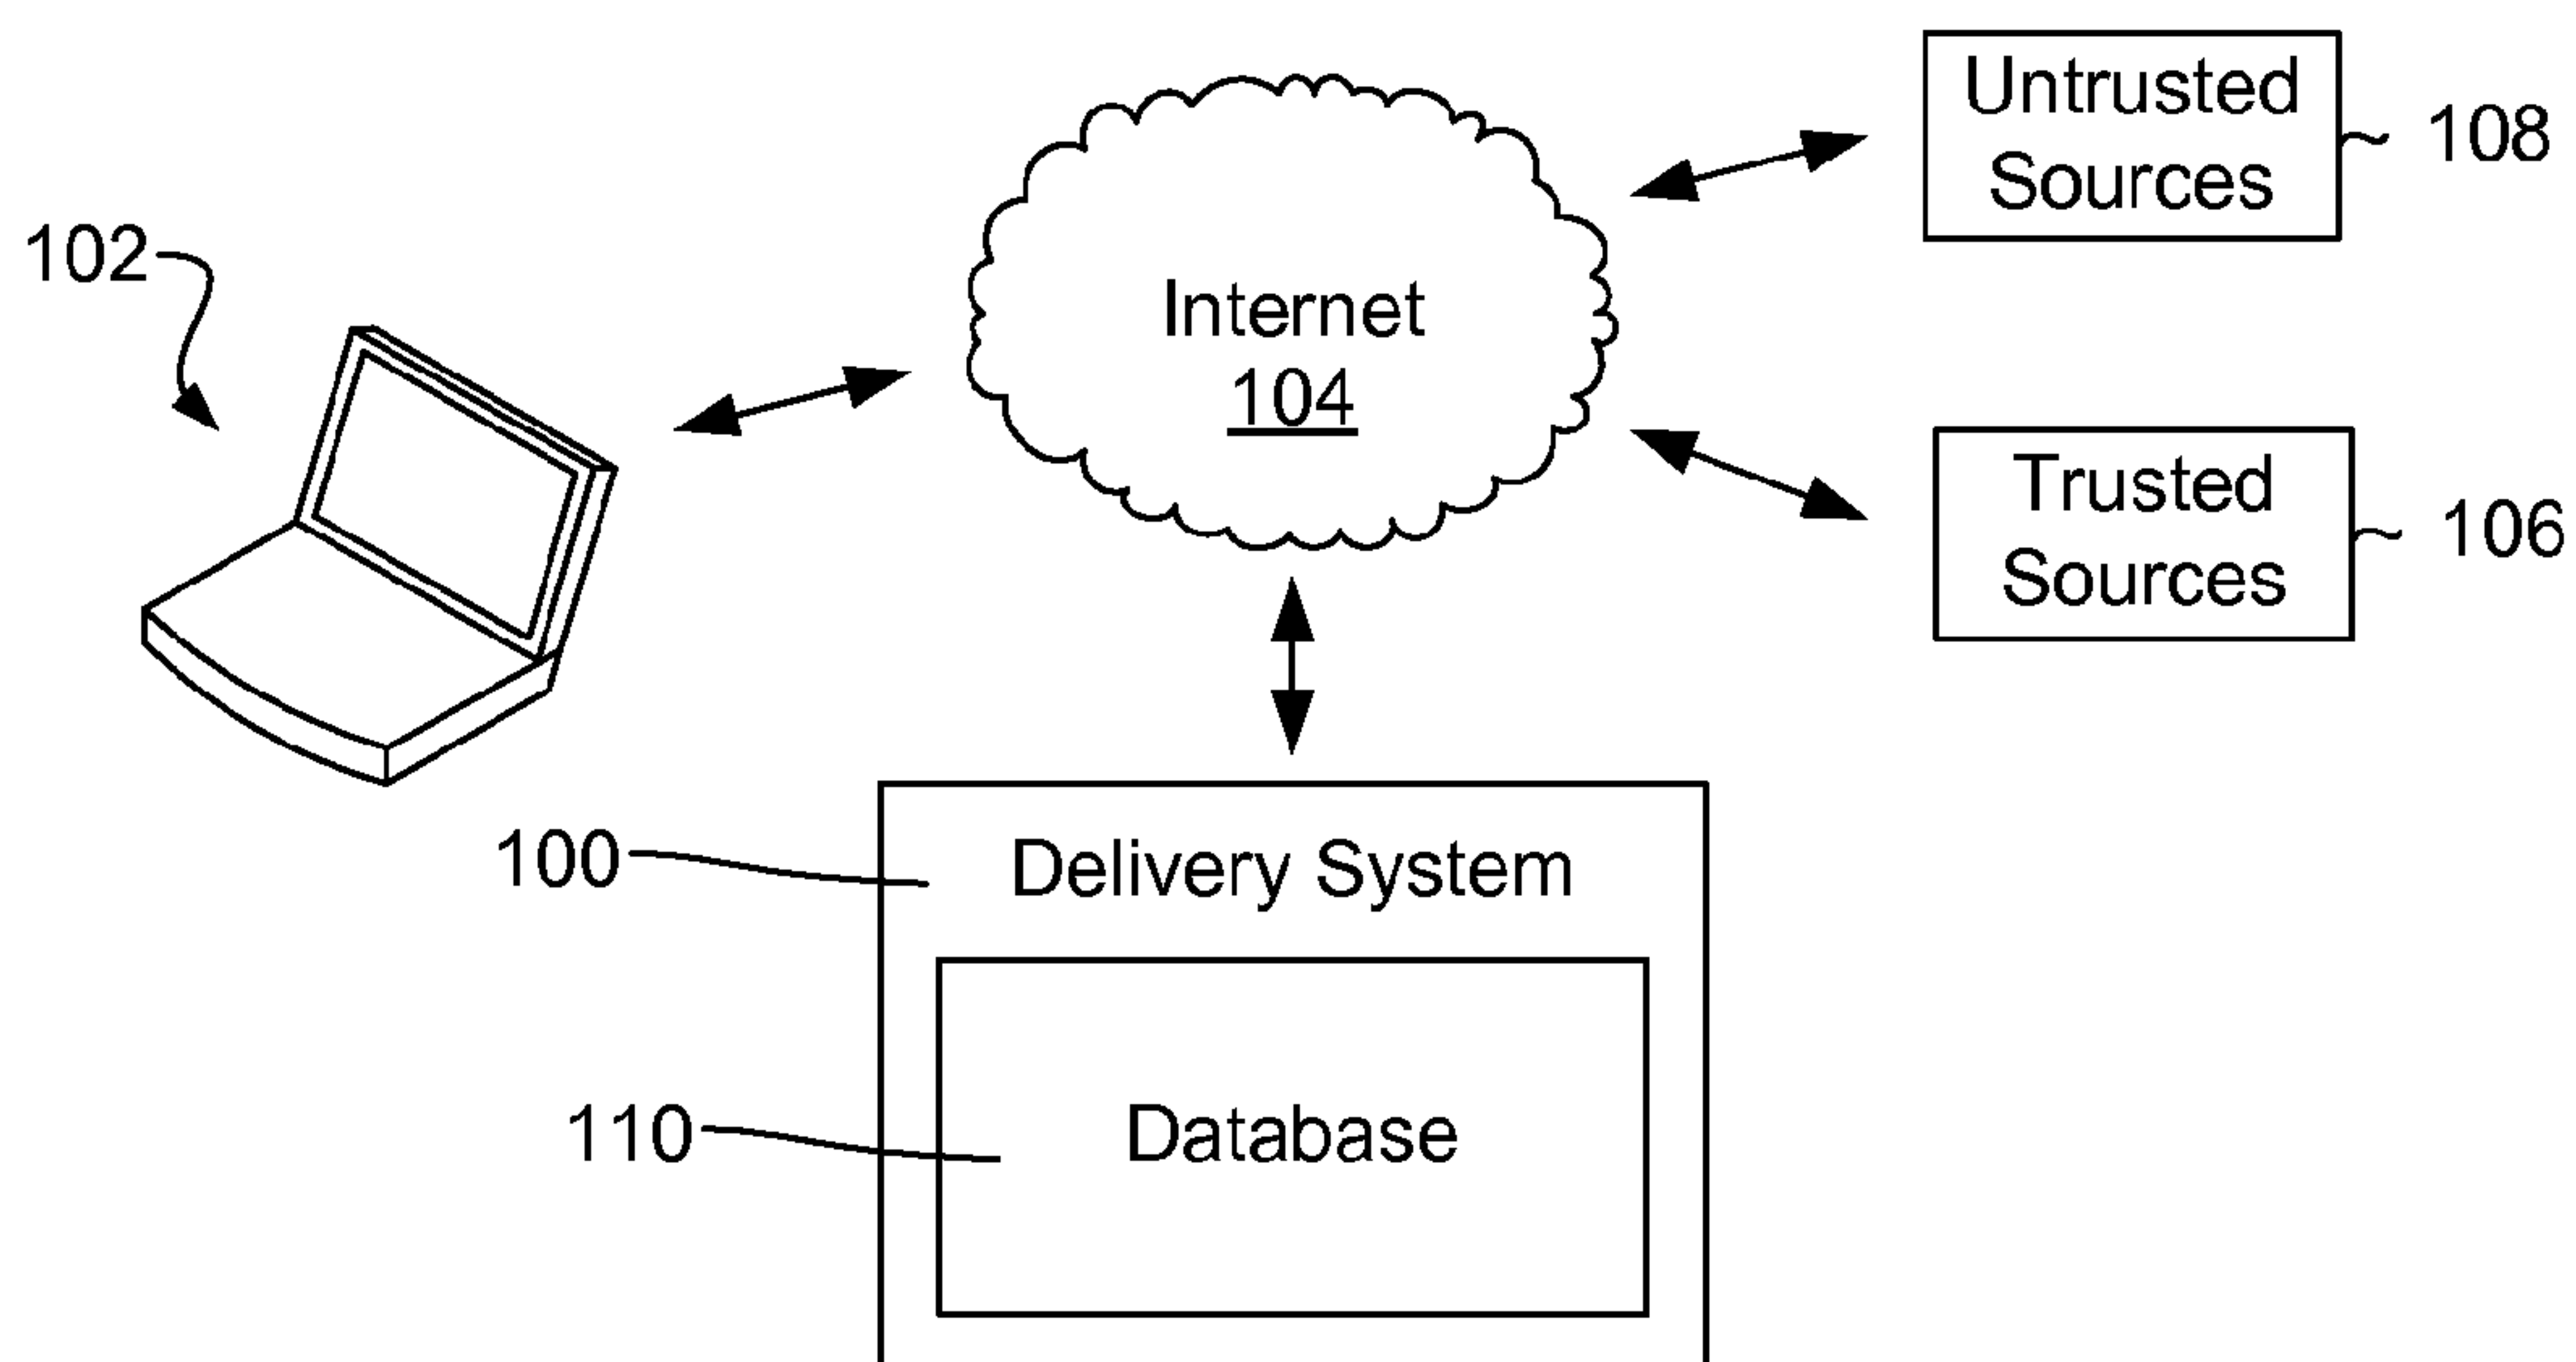 Untrusted
Sources
108
102
Internet
104
Trusted
Sources
106
100
Delivery System
110
Database